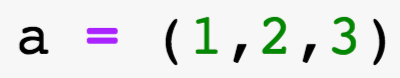 a = (1,2,3)